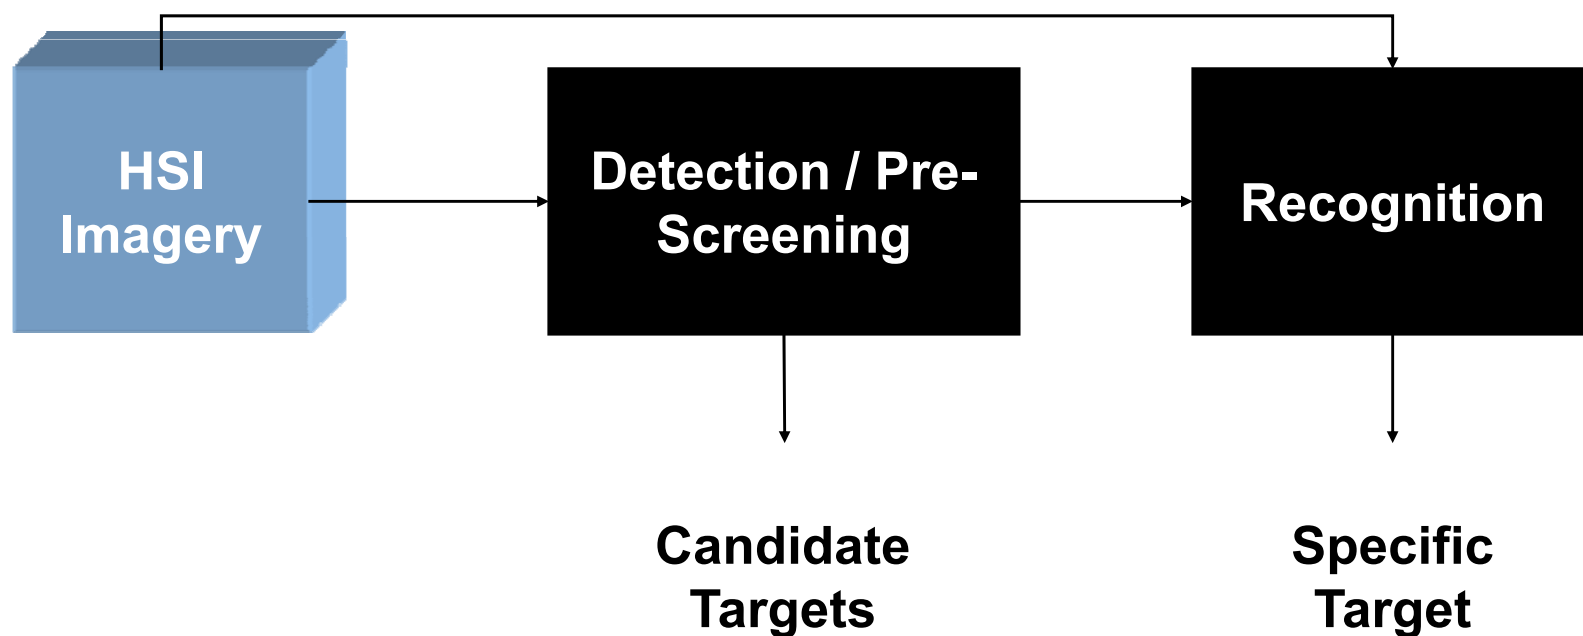 HSI
Imagery
Detection / Pre-
Screening
Recognition
Candidate
Targets
Specific
Target